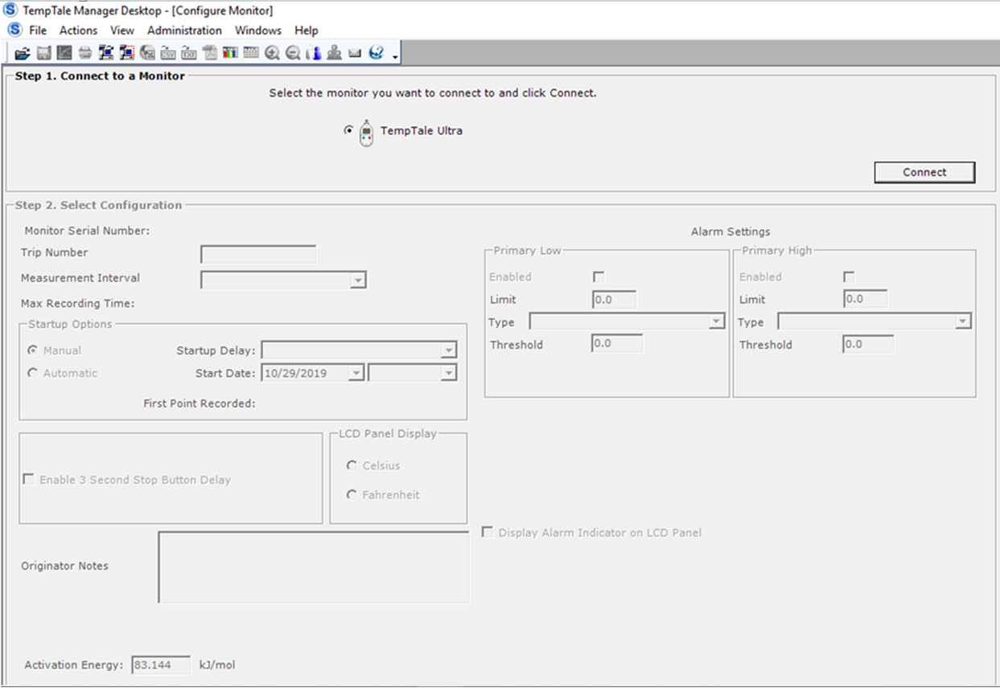 TempTale Manager Desktop - [Configure Monitor]
File Actions View Administration Windows Help
Step 1. Connect to a Monitor
Select the monitor you want to connect to and click Connect.
TempTale Ultra
Connect
Step 2. Select Configuration
Monitor Serial Number:
Trip Number
Measurement Interval
Max Recording Time:
Startup Options
Manual
Startup Delay:
Automatic
Start Date: 10/29/2019
First Point Recorded:
Enable 3 Second Stop Button Delay
LCD Panel Display
Celsius
Fahrenheit
Originator Notes
Activation Energy: 83.144 kJ/mol
Alarm Settings
Primary Low
Enabled
Limit 0.0
Type
Threshold 0.0
Primary High
Enabled
Limit 0.0
Type
Threshold 0.0
Display Alarm Indicator on LCD Panel